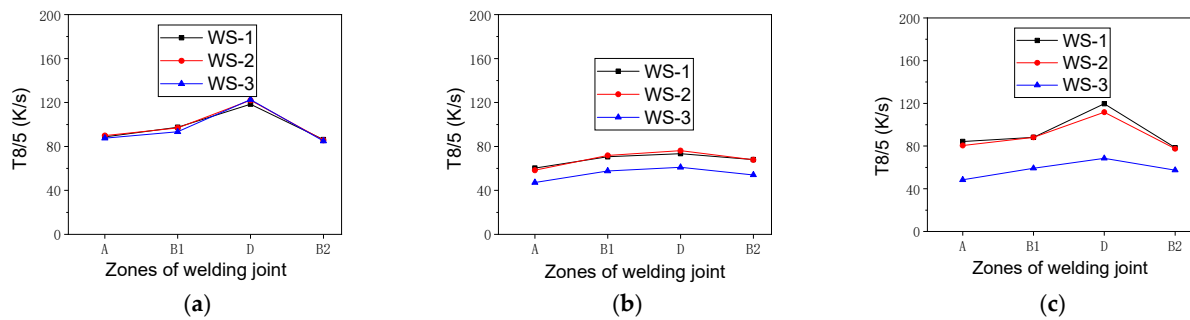 200
160
120
80
40
0
T8/5 (K/s)
WS-1
WS-2
WS-3
A B1 D B2
Zones of welding joint
(a)
200
160
120
80
40
0
T8/5 (K/s)
WS-1
WS-2
WS-3
A B1 D B2
Zones of welding joint
(b)
200
160
120
80
40
0
T8/5 (K/s)
WS-1
WS-2
WS-3
A B1 D B2
Zones of welding joint
(c)